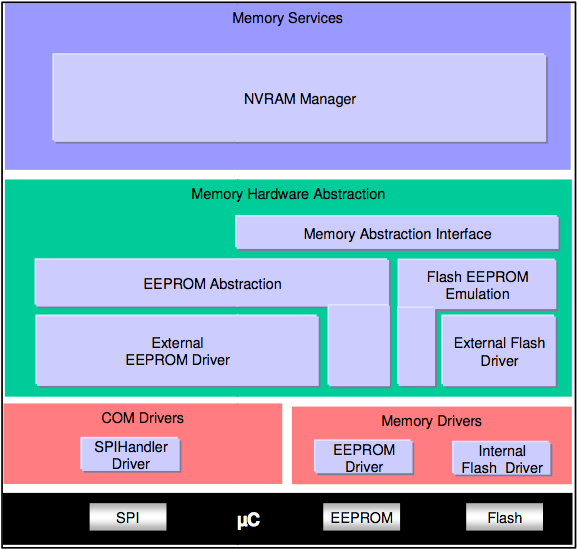 Memory Services
NVRAM Manager
Memory Hardware Abstraction
Memory Abstraction Interface
EEPROM Abstraction
Flash EEPROM
Emulation
External
EEPROM Driver
External Flash
Driver
COM Drivers
SPIHandler
Driver
Memory Drivers
EEPROM
Driver
Internal
Flash Driver
SPI
µC
EEPROM
Flash